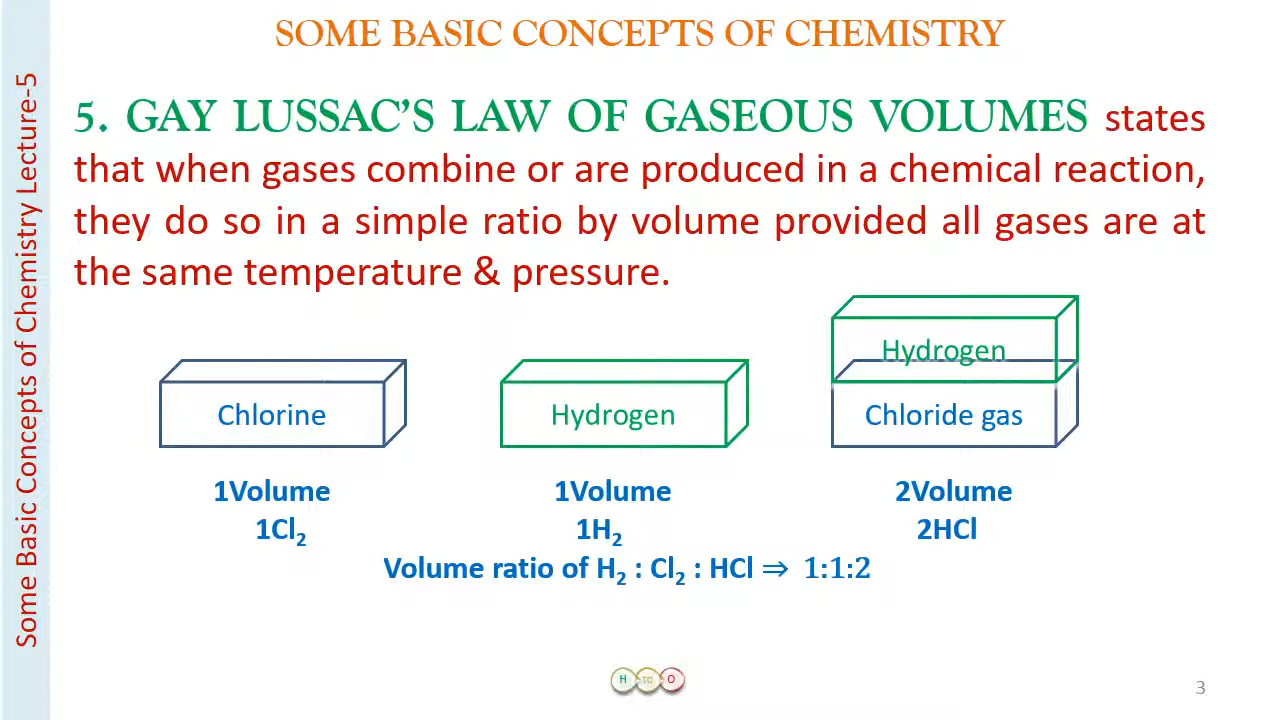 SOME BASIC CONCEPTS OF CHEMISTRY
Some Basic Concepts of Chemistry Lecture-5
5. GAY LUSSAC’S LAW OF GASEOUS VOLUMES states
that when gases combine or are produced in a chemical reaction,
they do so in a simple ratio by volume provided all gases are at
the same temperature & pressure.
Chlorine
Hydrogen
Hydrogen
Chloride gas
1Volume
1Volume
2Volume
1Cl₂
1H₂
2HCl
Volume ratio of H₂ : Cl₂ : HCl ⇒ 1:1:2
H to O
3